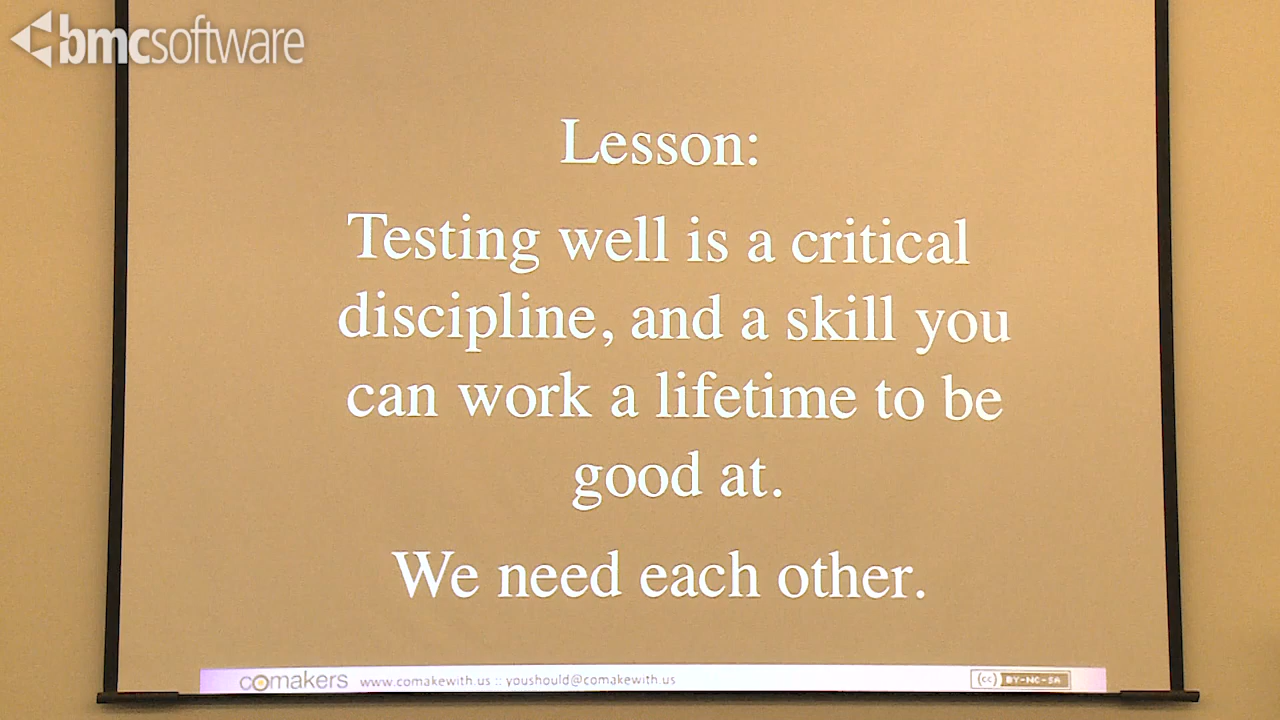 bmcsoftware
Lesson:
Testing well is a critical
discipline, and a skill you
can work a lifetime to be
good at.
We need each other.
comakers www.comakewith.us :: youshould@comakewith.us (cc) BY-NC-SA